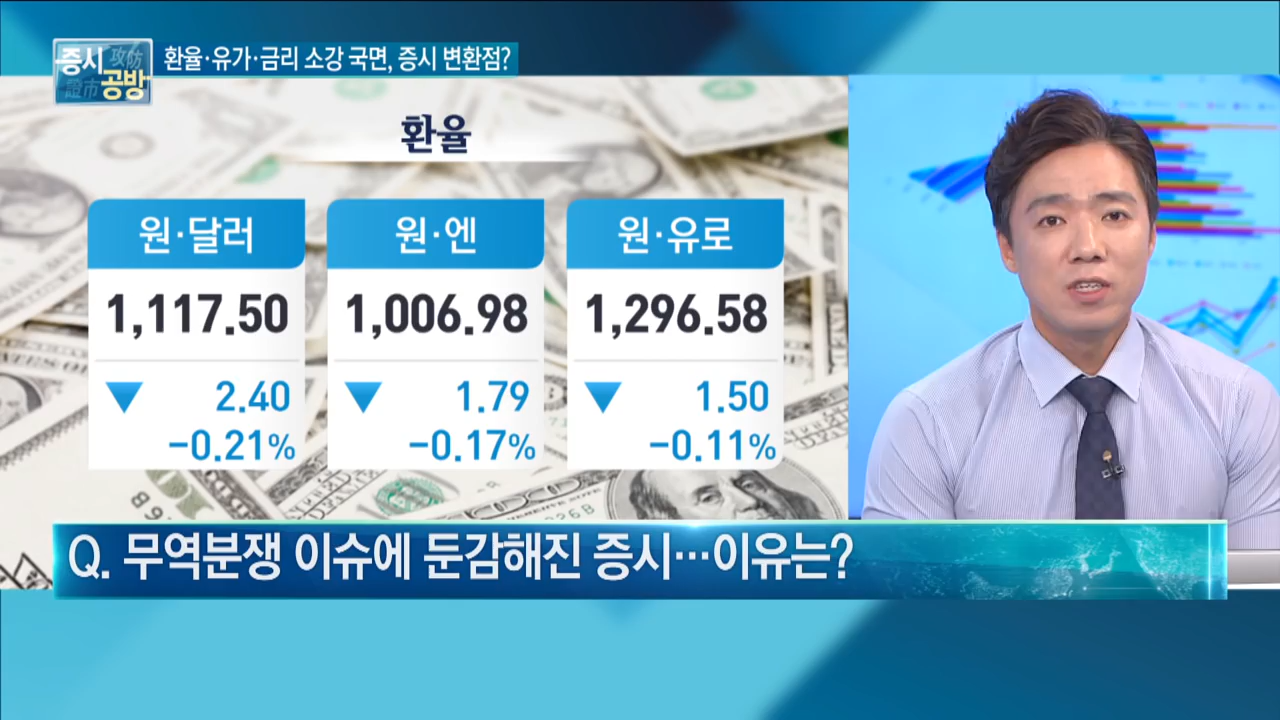 증시 攻防
證市 공방
환율·유가·금리 소강 국면, 증시 변환점?
환율
원·달러
1,117.50
▼ 2.40
-0.21%
원·엔
1,006.98
▼ 1.79
-0.17%
원·유로
1,296.58
▼ 1.50
-0.11%
Q. 무역분쟁 이슈에 둔감해진 증시…이유는?